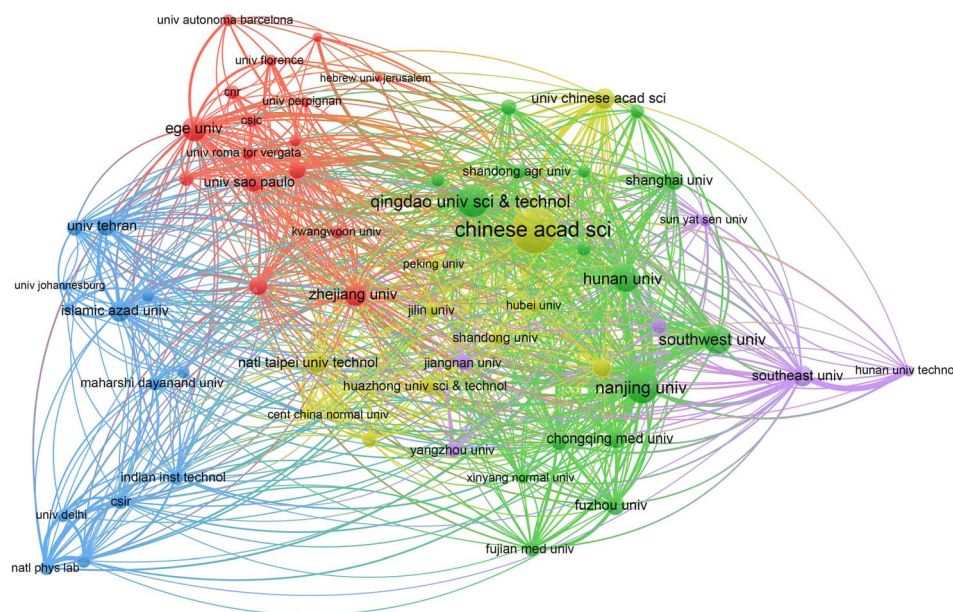 univ autonoma barcelona
univ florence
hebrew univ jerusalem
cnr
univ perpignan
univ chinese acad sci
csic
ege univ
univ roma tor vergata
shandong agr univ
univ sao paulo
shanghai univ
qingdao univ sci & technol
sun yat sen univ
univ tehran
kwangwoon univ
chinese acad sci
peking univ
hunan univ
univ johannesburg
zhejiang univ
hubei univ
islamic azad univ
jilin univ
shandong univ
southwest univ
natl taipei univ technol
jiangnan univ
hunan univ technol
southeast univ
maharshi dayanand univ
huazhong univ sci & technol
nanjing univ
cent china normal univ
chongqing med univ
yangzhou univ
indian inst technol
xinyang normal univ
csir
fuzhou univ
univ delhi
fujian med univ
natl phys lab